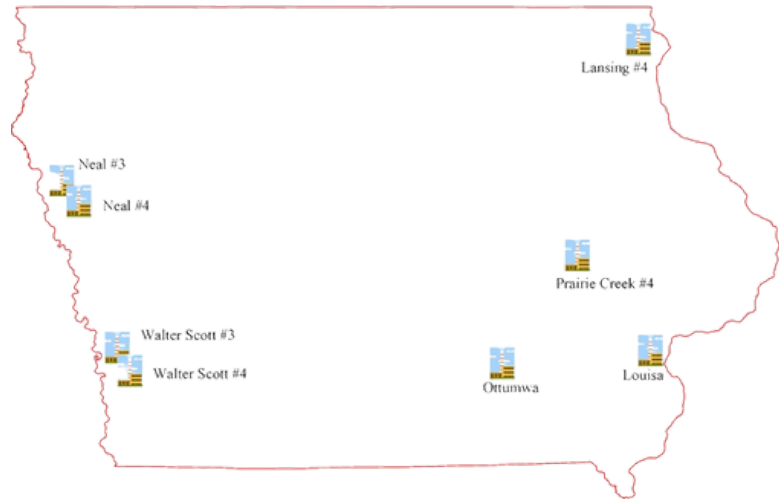 Lansing #4
Neal #3
Neal #4
Prairie Creek #4
Walter Scott #3
Walter Scott #4
Ottumwa
Louisa